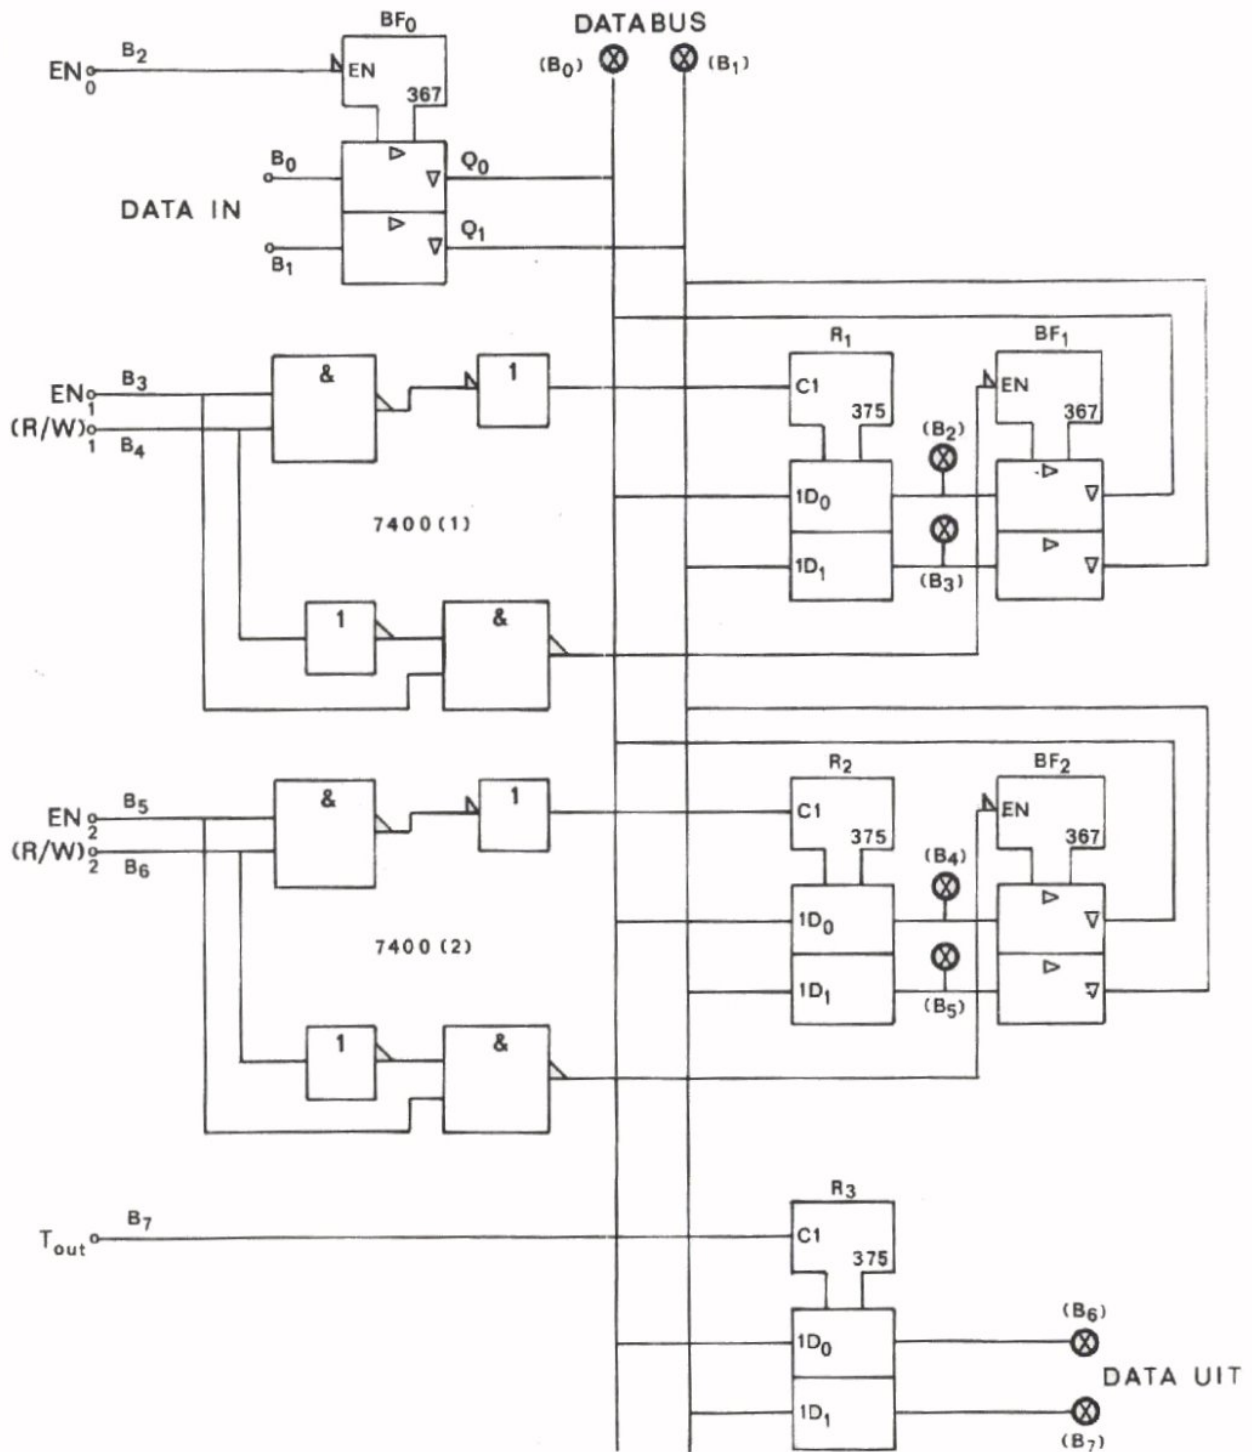 BF0
DATABUS
B2
EN0
EN
367
(B0)
(B1)
B0
Q0
DATA IN
Q1
B1
R1
BF1
EN1
B3
&
1
C1
EN
(R/W)1
B4
375
(B2)
367
1D0
7400(1)
1D1
(B3)
1
&
R2
BF2
EN2
B5
&
1
C1
EN
(R/W)2
B6
375
(B4)
367
1D0
7400(2)
1D1
(B5)
1
&
R3
Tout
B7
C1
375
(B6)
1D0
DATA UIT
1D1
(B7)